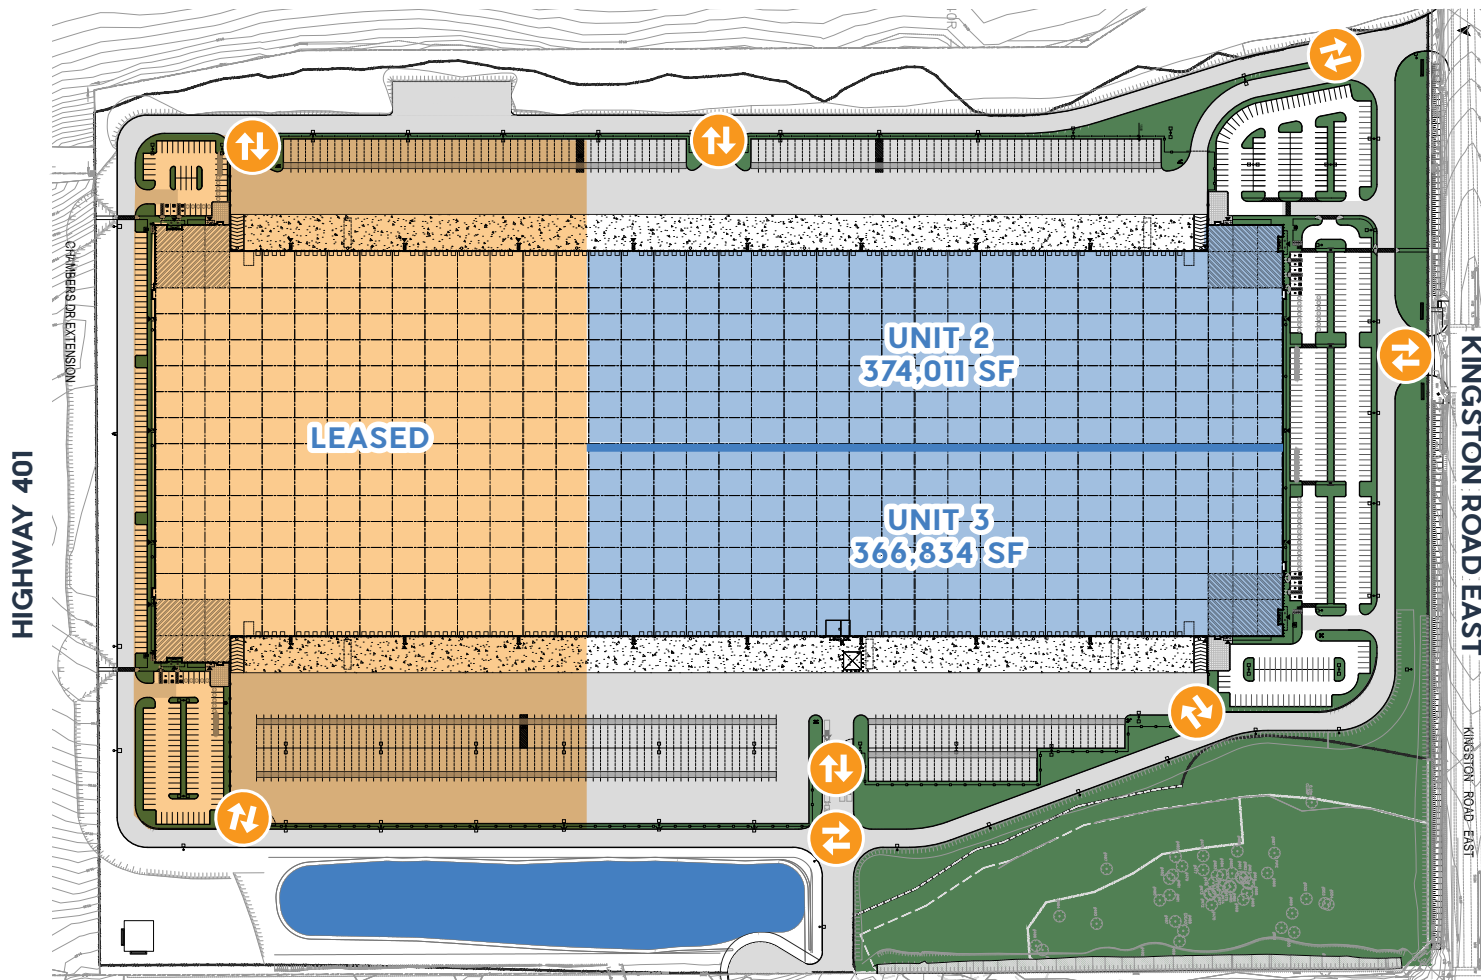 HIGHWAY 401
CHAMBERS DR EXTENSION
LEASED
UNIT 2
374,011 SF
UNIT 3
366,834 SF
KINGSTON ROAD EAST
KINGSTON ROAD EAST